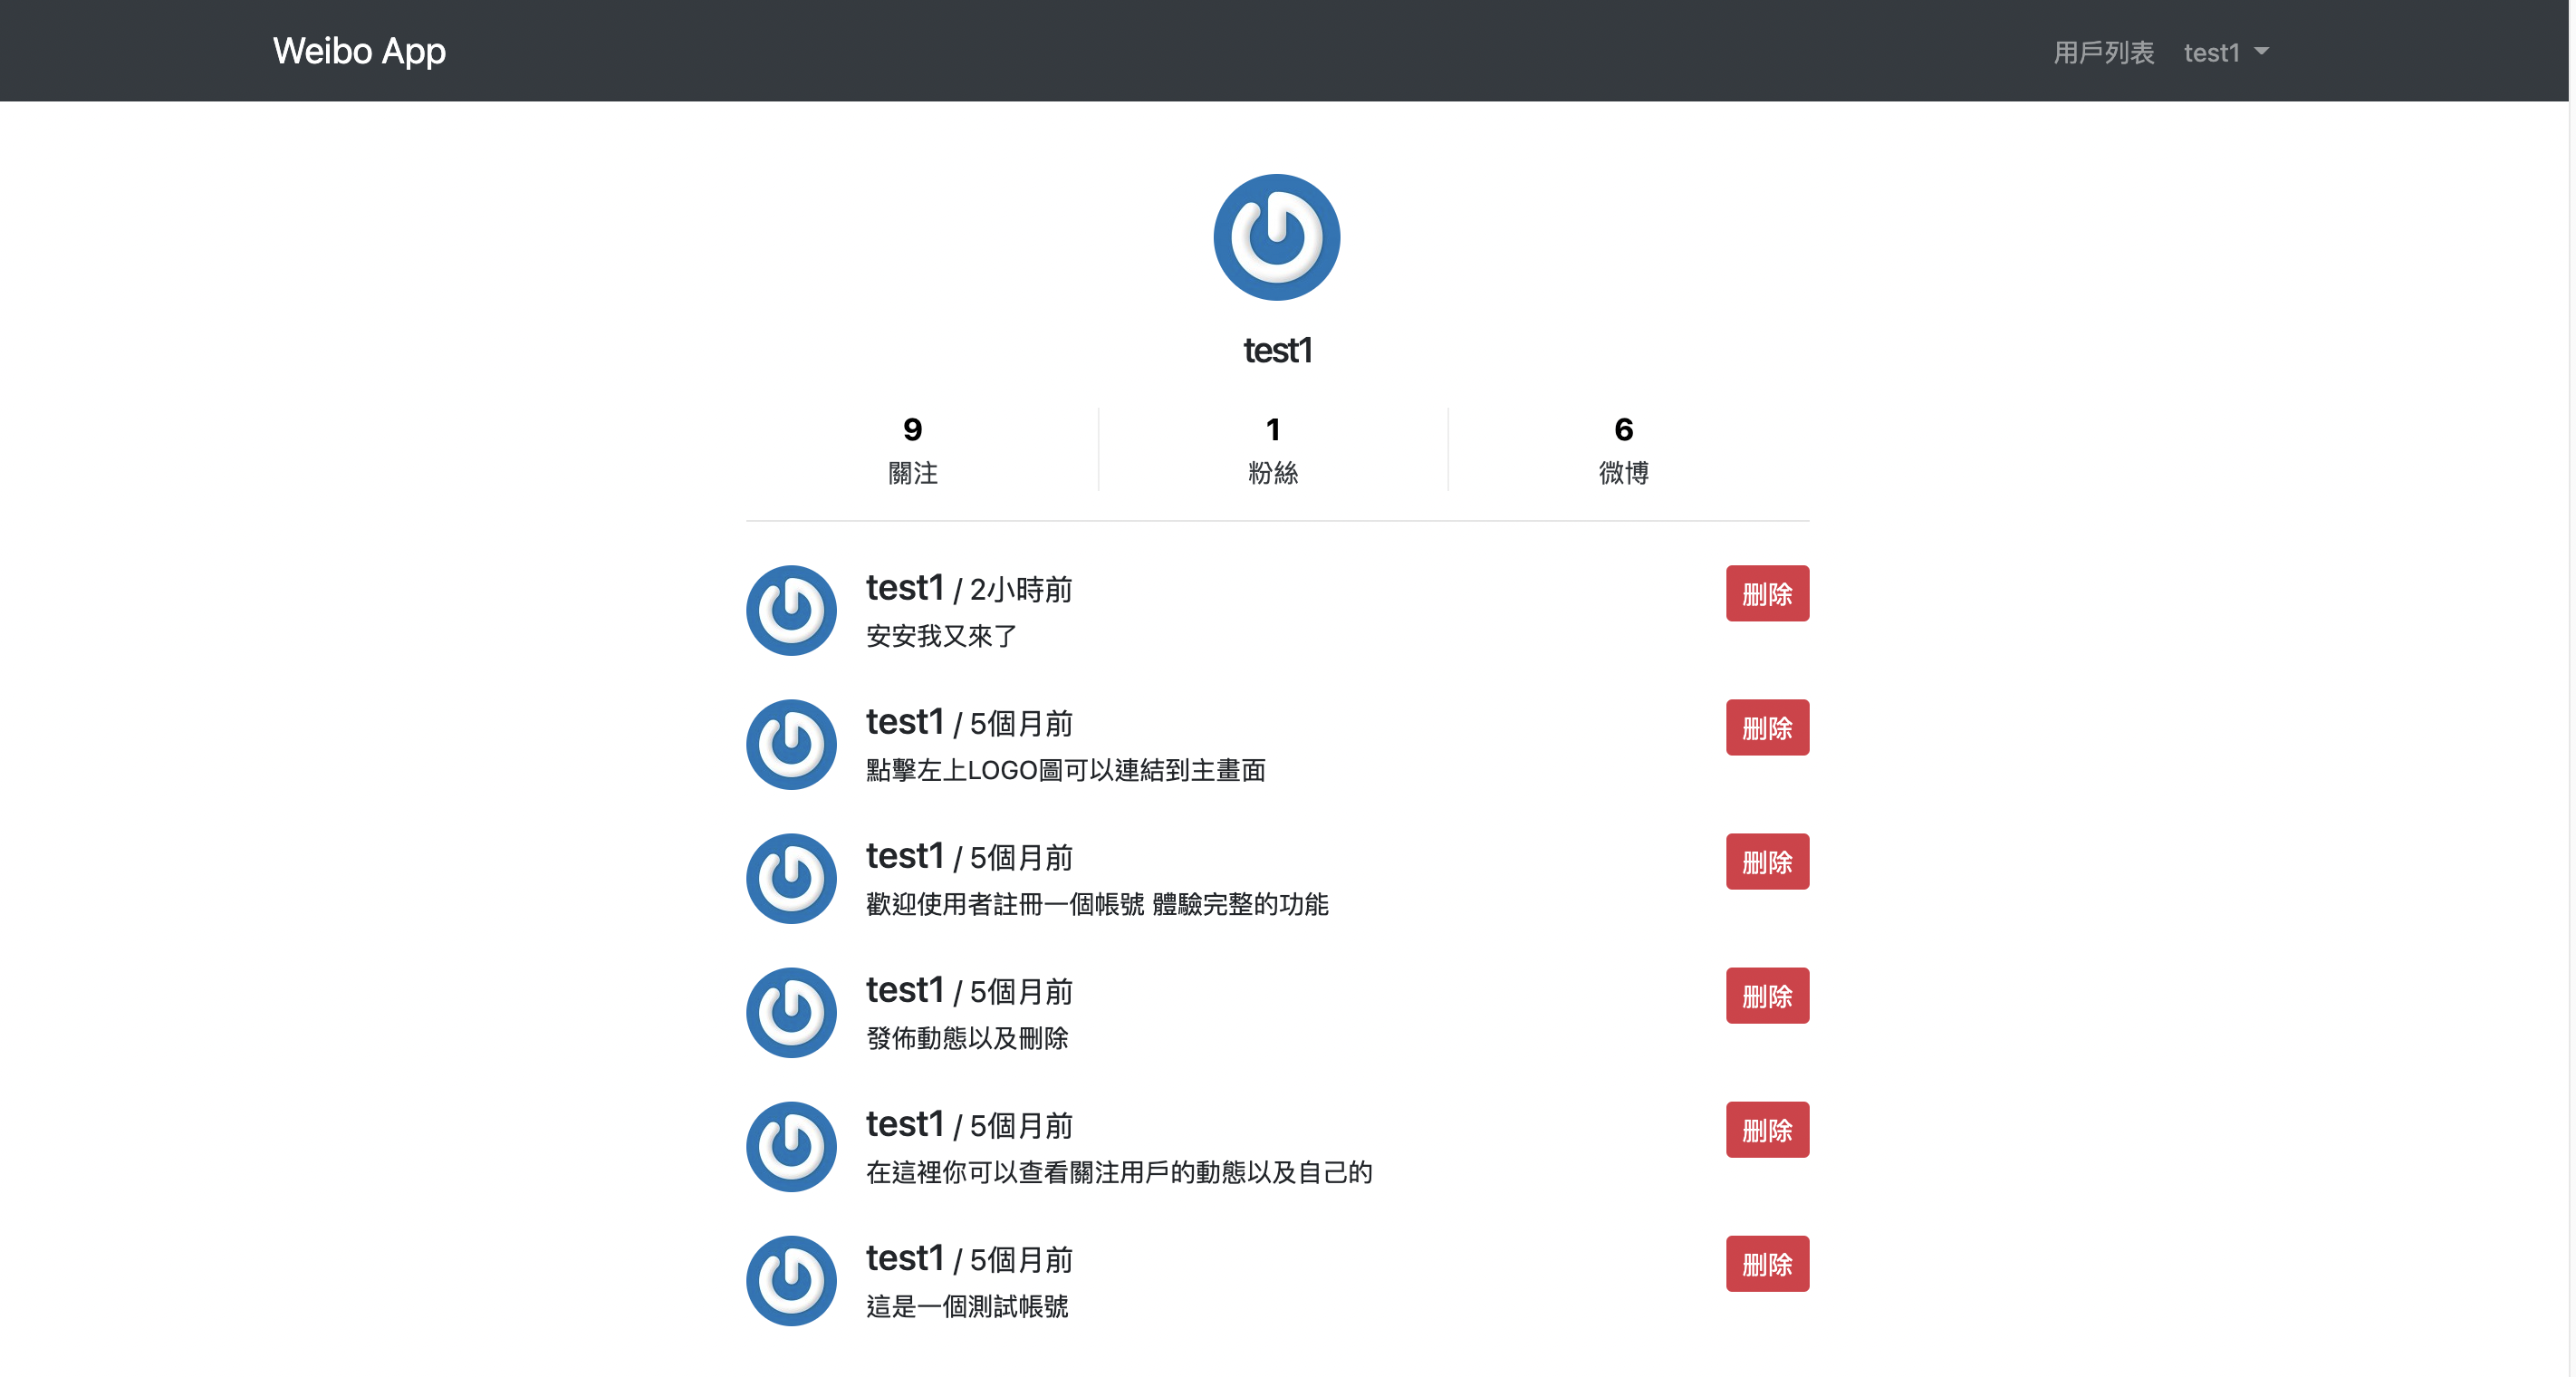 Weibo App
用戶列表 test1
test1
9 1 6
關注 粉絲 微博
test1 / 2小時前
刪除
安安我又來了
test1 / 5個月前
刪除
點擊左上LOGO圖可以連結到主畫面
test1 / 5個月前
刪除
歡迎使用者註冊一個帳號 體驗完整的功能
test1 / 5個月前
刪除
發佈動態以及刪除
test1 / 5個月前
刪除
在這裡你可以查看關注用戶的動態以及自己的
test1 / 5個月前
刪除
這是一個測試帳號